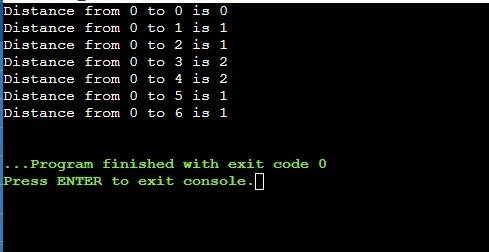 Distance from 0 to 0 is 0
Distance from 0 to 1 is 1
Distance from 0 to 2 is 1
Distance from 0 to 3 is 2
Distance from 0 to 4 is 2
Distance from 0 to 5 is 1
Distance from 0 to 6 is 1
...Program finished with exit code 0
Press ENTER to exit console.